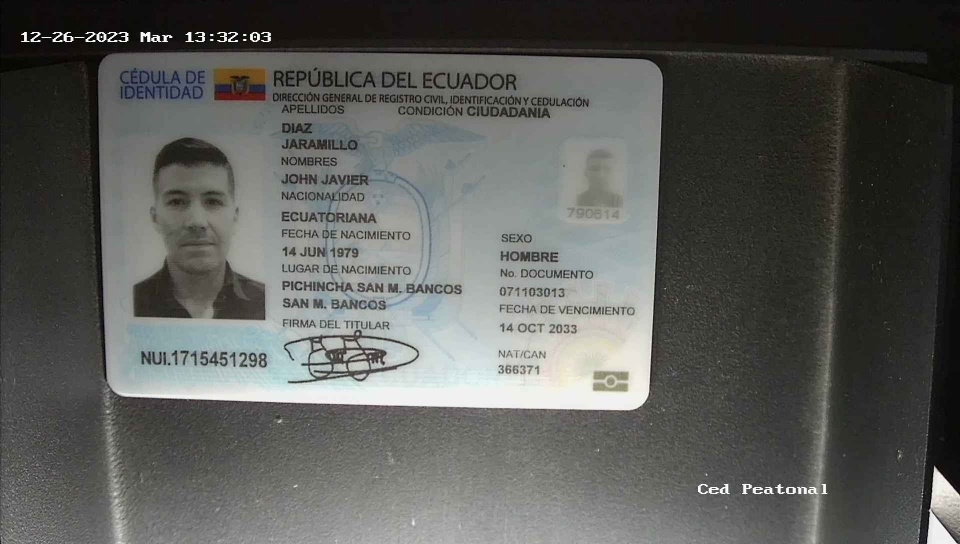 12-26-2023 Mar 13:32:03
CÉDULA DE
IDENTIDAD
REPÚBLICA DEL ECUADOR
DIRECCIÓN GENERAL DE REGISTRO CIVIL, IDENTIFICACIÓN Y CEDULACIÓN
APELLIDOS
CONDICIÓN CIUDADANÍA
DIAZ
JARAMILLO
NOMBRES
JOHN JAVIER
NACIONALIDAD
ECUATORIANA
FECHA DE NACIMIENTO
14 JUN 1979
LUGAR DE NACIMIENTO
PICHINCHA SAN M. BANCOS
SAN M. BANCOS
FIRMA DEL TITULAR
790614
SEXO
HOMBRE
No. DOCUMENTO
071103013
FECHA DE VENCIMIENTO
14 OCT 2033
NAT/CAN
366371
NUI.1715451298
Ced Peatonal